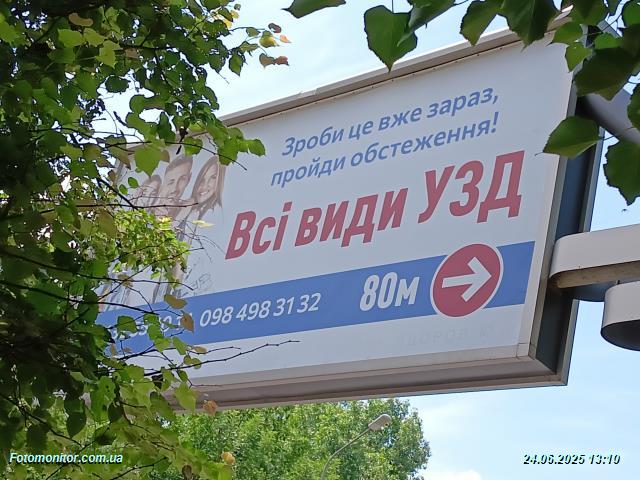 Зроби це вже зараз,
пройди обстеження!
Всі види УЗД
098 498 31 32
80м
Fotomonitor.com.ua
24.06.2025 13:10